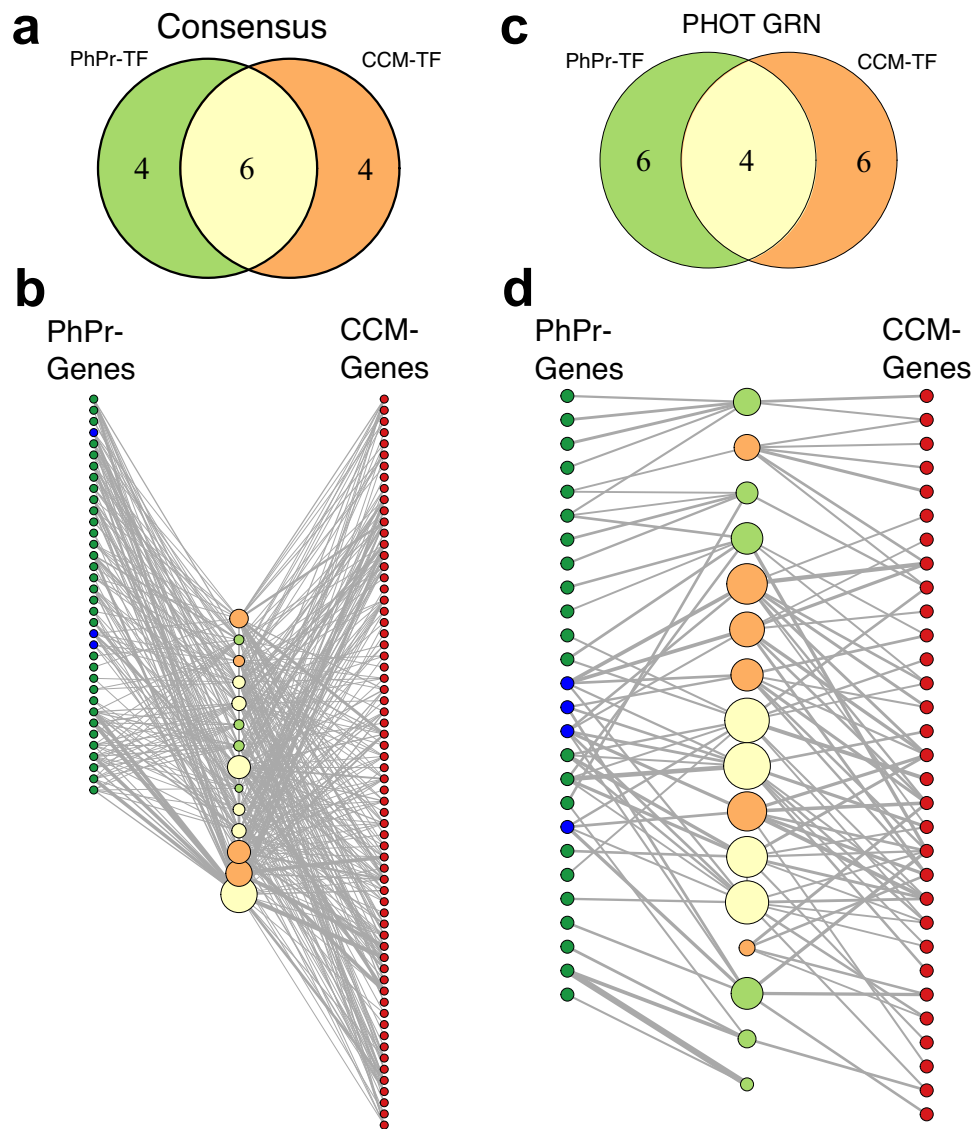 a
Consensus
PhPr-TF
CCM-TF
4
6
4
c
PHOT GRN
PhPr-TF
CCM-TF
6
4
6
b
PhPr-
Genes
CCM-
Genes
d
PhPr-
Genes
CCM-
Genes